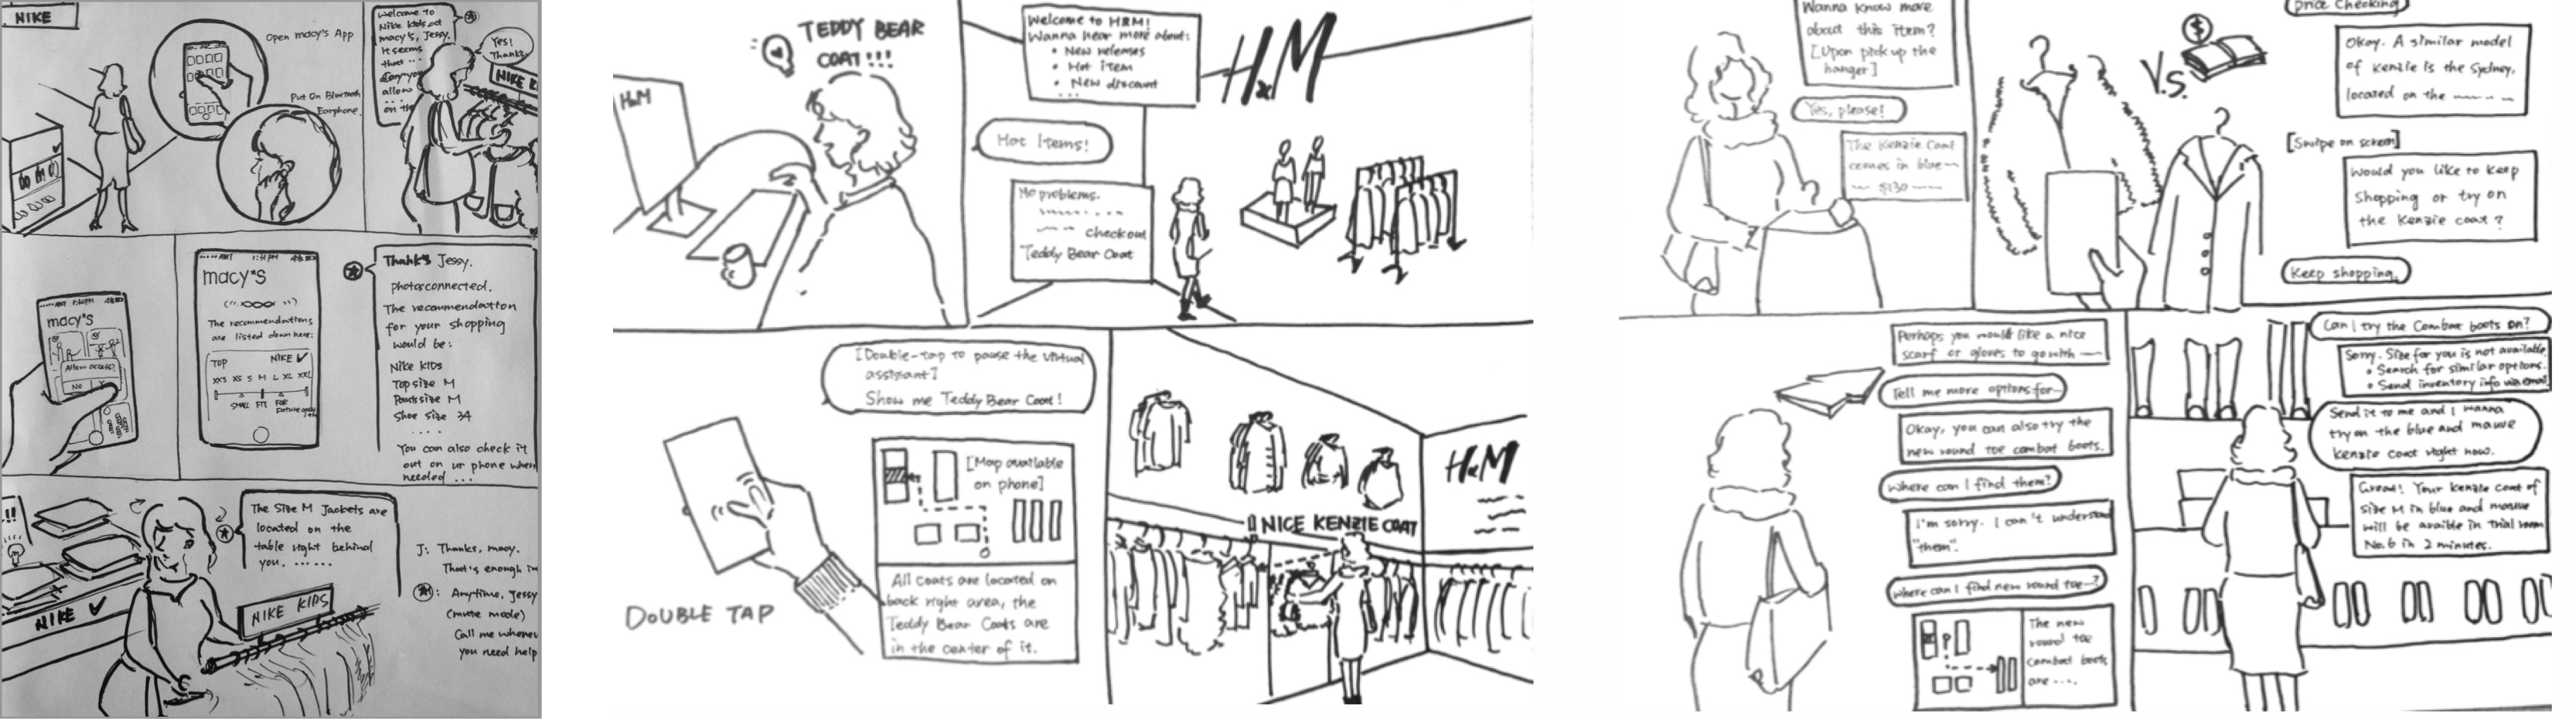 NIKE
Open macy's App
Put On Bluetooth
Earphone.
Welcome to
Nike kids at
macy's, Jessy.
It seems
that ...
allow
...
on the
Yes!
Thanks
NIKE K
macy's
Allow access?
No
1:31PM
macy's
The recommendations
are listed down here:
TOP
NIKE
XXS XS S M L XL XXL
SMALL FIT FOR
Thanks Jessy.
photos connected.
The recommendation
for your shopping
would be:
Nike KIDS
Top size M
Pants size M
Shoe size 34
....
You can also check it
out on ur phone when
needed ...
!!
The Size M Jackets are
located on the
table right behind
you. ......
NIKE
NIKE KIDS
J: Thanks, macy.
That's enough in
: Anytime, Jessy
(mute mode)
Call me whenev
you need help
TEDDY BEAR
COAT!!!
H&M
Welcome to H&M!
Wanna hear more about:
• New releases
• Hot item
• New discount
...
H&M
Hot Items!
No problems.
checkout
Teddy Bear Coat
[Double-tap to pause the virtual
assistant]
Show me Teddy Bear Coat!
[Map available
on phone]
All coats are located on
back right area, the
Teddy Bear Coats are
in the center of it.
DOUBLE TAP
H&M
NICE KENZIE COAT
Wanna know more
about this item?
[Upon pick up the
hanger]
Yes, please!
The Kenzie Coat
comes in blue
$130
V.S.
$
Price Checking
Okay. A similar model
of Kenzie is the Sydney,
located on the
[Swipe on screen]
Would you like to keep
shopping or try on
the Kenzie coat?
Keep shopping.
Perhaps you would like a nice
scarf or gloves to go with
Tell me more options for
Okay, you can also try the
new round toe combat boots.
Where can I find them?
I'm sorry. I can't understand
"them".
Where can I find new round toe ?
The new
round toe
combat boots
are ....
Can I try the Combat boots on?
Sorry. Size for you is not available
• Search for similar options.
• Send inventory info via email
Send it to me and I wanna
try on the blue and mauve
Kenzie coat right now.
Great! Your Kenzie Coat of
Size M in blue and mauve
will be avaible in trial room
No.6 in 2 minutes.